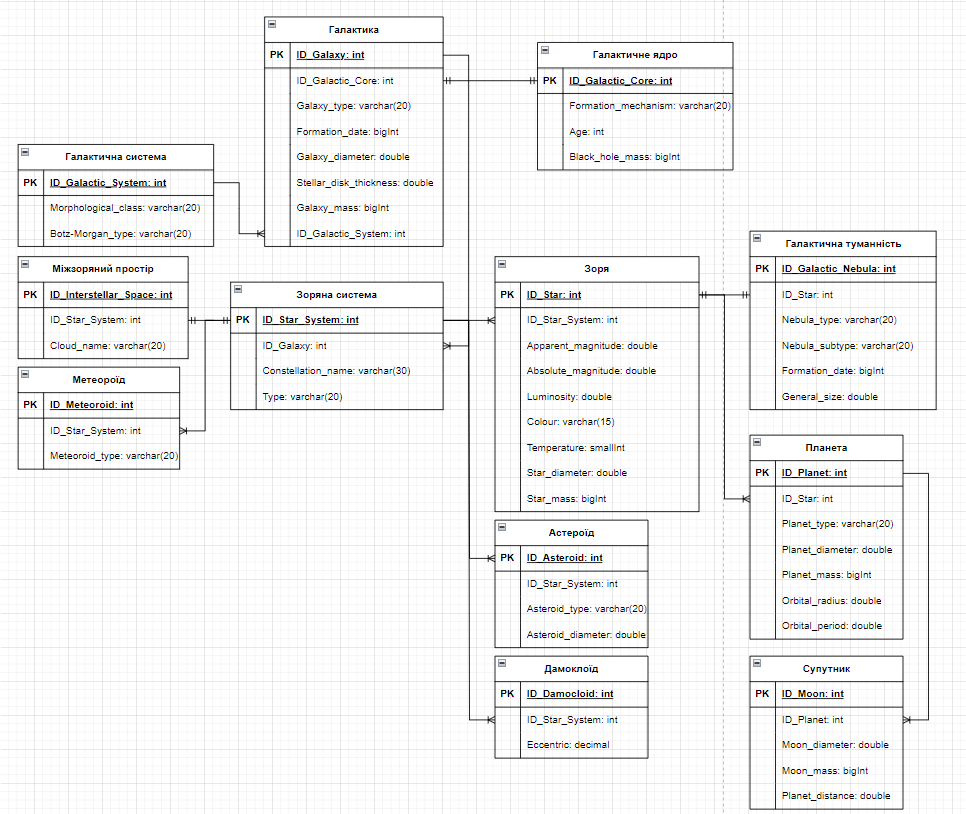 Галактика
PK ID_Galaxy: int
ID_Galactic_Core: int
Galaxy_type: varchar(20)
Formation_date: bigInt
Galaxy_diameter: double
Stellar_disk_thickness: double
Galaxy_mass: bigInt
ID_Galactic_System: int
Галактичне ядро
PK ID_Galactic_Core: int
Formation_mechanism: varchar(20)
Age: int
Black_hole_mass: bigInt
Галактична система
PK ID_Galactic_System: int
Morphological_class: varchar(20)
Botz-Morgan_type: varchar(20)
Міжзоряний простір
PK ID_Interstellar_Space: int
ID_Star_System: int
Cloud_name: varchar(20)
Зоряна система
PK ID_Star_System: int
ID_Galaxy: int
Constellation_name: varchar(30)
Type: varchar(20)
Метеороїд
PK ID_Meteoroid: int
ID_Star_System: int
Meteoroid_type: varchar(20)
Зоря
PK ID_Star: int
ID_Star_System: int
Apparent_magnitude: double
Absolute_magnitude: double
Luminosity: double
Colour: varchar(15)
Temperature: smallInt
Star_diameter: double
Star_mass: bigInt
Галактична туманність
PK ID_Galactic_Nebula: int
ID_Star: int
Nebula_type: varchar(20)
Nebula_subtype: varchar(20)
Formation_date: bigInt
General_size: double
Планета
PK ID_Planet: int
ID_Star: int
Planet_type: varchar(20)
Planet_diameter: double
Planet_mass: bigInt
Orbital_radius: double
Orbital_period: double
Астероїд
PK ID_Asteroid: int
ID_Star_System: int
Asteroid_type: varchar(20)
Asteroid_diameter: double
Дамоклоїд
PK ID_Damocloid: int
ID_Star_System: int
Eccentric: decimal
Супутник
PK ID_Moon: int
ID_Planet: int
Moon_diameter: double
Moon_mass: bigInt
Planet_distance: double